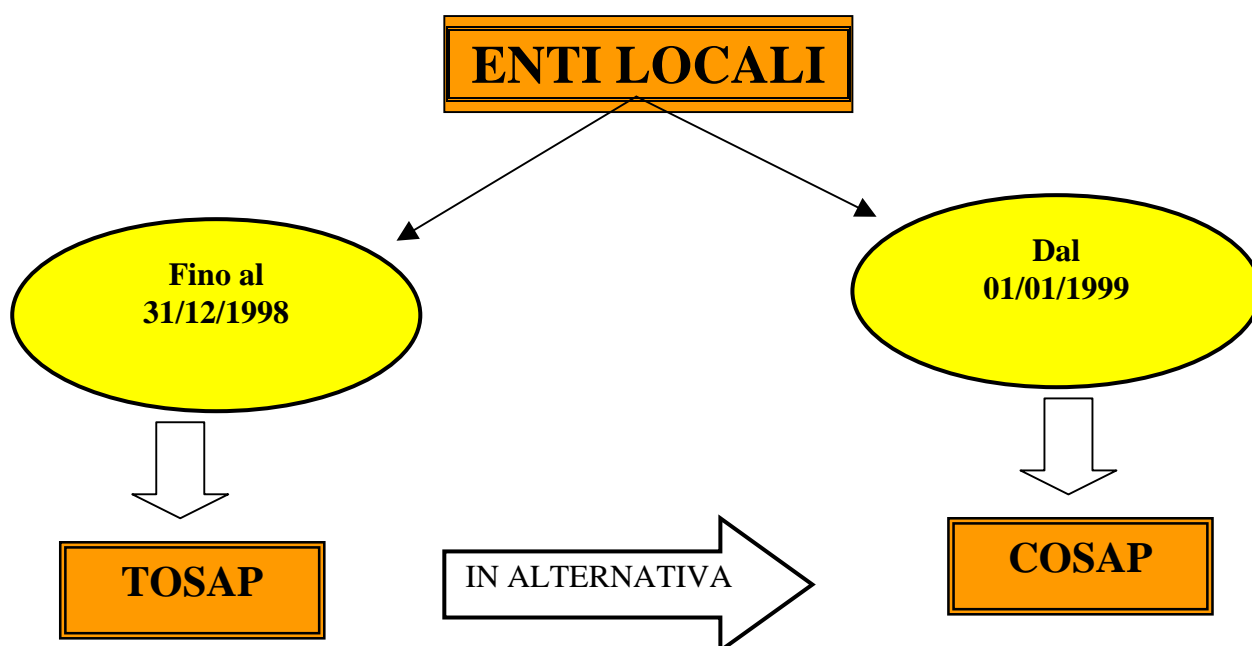 ENTI LOCALI
Fino al
31/12/1998
Dal
01/01/1999
TOSAP
IN ALTERNATIVA
COSAP